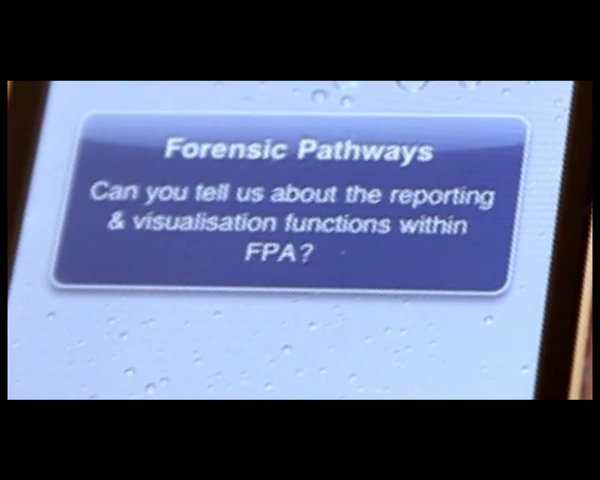 Forensic Pathways
Can you tell us about the reporting
& visualisation functions within
FPA?